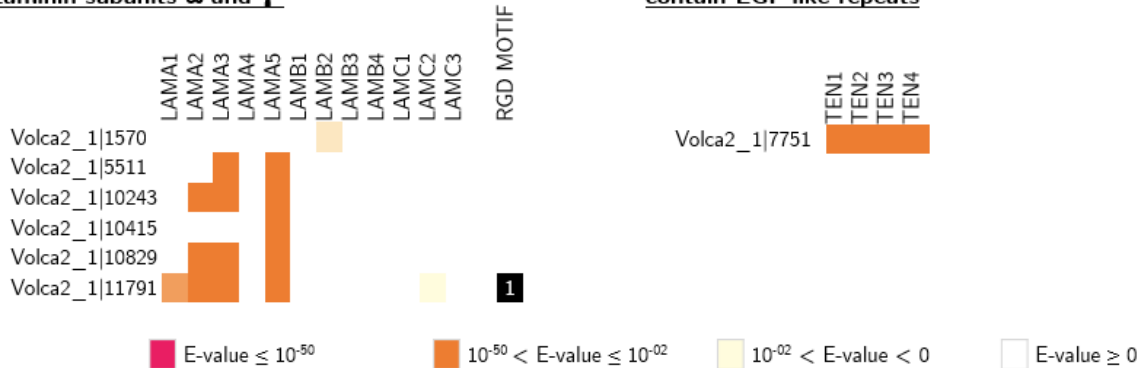 LAMA1
LAMA2
LAMA3
LAMA4
LAMA5
LAMB1
LAMB2
LAMB3
LAMB4
LAMC1
LAMC2
LAMC3
RGD MOTIF
Volca2_1|1570
Volca2_1|5511
Volca2_1|10243
Volca2_1|10415
Volca2_1|10829
Volca2_1|11791
1
TEN1
TEN2
TEN3
TEN4
Volca2_1|7751
E-value ≤ 10⁻⁵⁰
10⁻⁵⁰ < E-value ≤ 10⁻⁰²
10⁻⁰² < E-value < 0
E-value ≥ 0